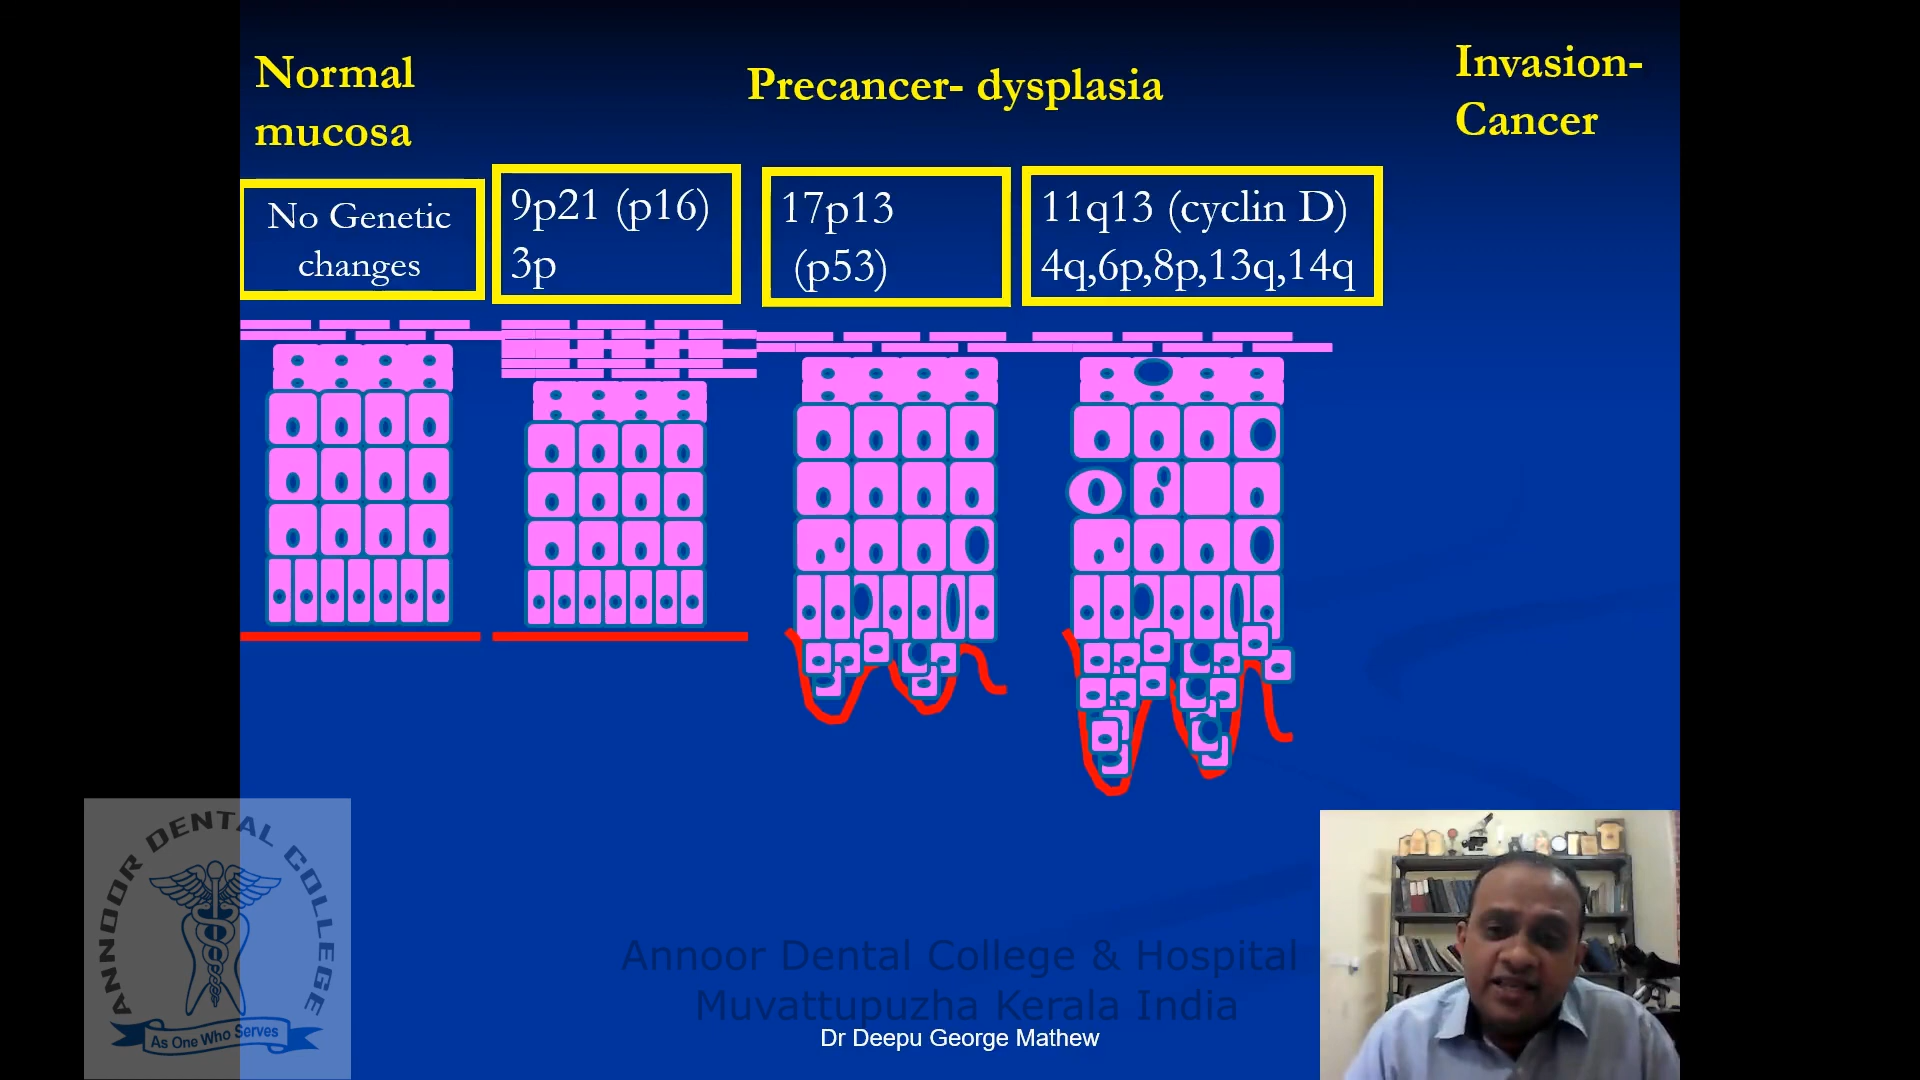 Normal
mucosa
Precancer- dysplasia
Invasion-
Cancer
No Genetic
changes
9p21 (p16)
3p
17p13
(p53)
11q13 (cyclin D)
4q,6p,8p,13q,14q
ANNOOR DENTAL COLLEGE
As One Who Serves
Annoor Dental College & Hospital
Muvattupuzha Kerala India
Dr Deepu George Mathew